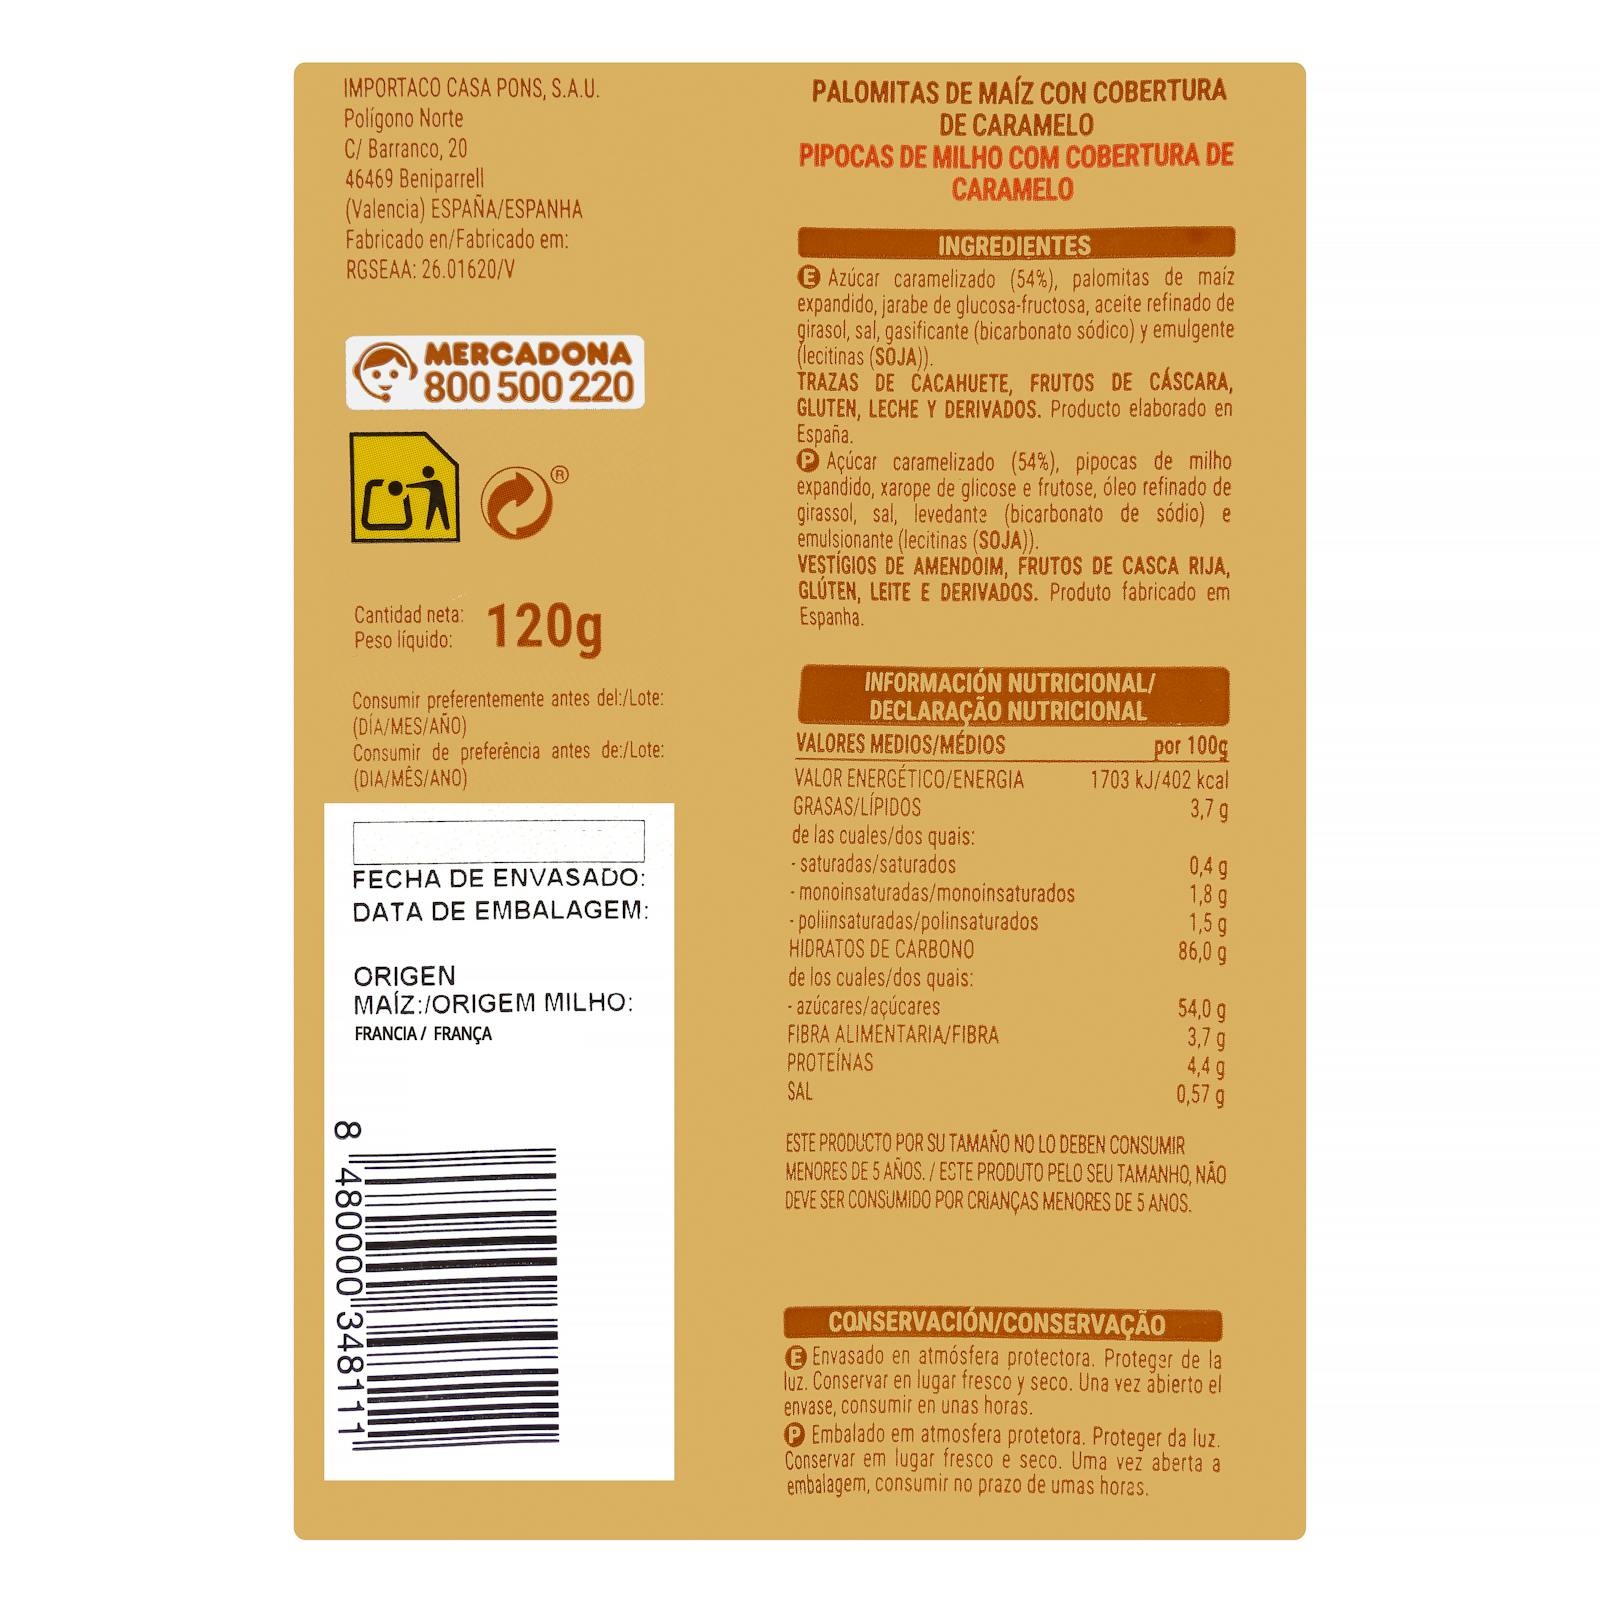 IMPORTACO CASA PONS, S.A.U.
Polígono Norte
C/ Barranco, 20
46469 Beniparrell
(Valencia) ESPAÑA/ESPANHA
Fabricado en/Fabricado em:
RGSEAA: 26.01620/V
MERCADONA
800 500 220
®
Cantidad neta:
Peso líquido:
120g
Consumir preferentemente antes del:/Lote:
(DÍA/MES/AÑO)
Consumir de preferência antes de:/Lote:
(DIA/MÊS/ANO)
FECHA DE ENVASADO:
DATA DE EMBALAGEM:
ORIGEN
MAÍZ:/ORIGEM MILHO:
FRANCIA / FRANÇA
8 480000 348111
PALOMITAS DE MAÍZ CON COBERTURA
DE CARAMELO
PIPOCAS DE MILHO COM COBERTURA DE
CARAMELO
INGREDIENTES
E Azúcar caramelizado (54%), palomitas de maíz
expandido, jarabe de glucosa-fructosa, aceite refinado de
girasol, sal, gasificante (bicarbonato sódico) y emulgente
(lecitinas (SOJA)).
TRAZAS DE CACAHUETE, FRUTOS DE CÁSCARA,
GLUTEN, LECHE Y DERIVADOS. Producto elaborado en
España.
P Açúcar caramelizado (54%), pipocas de milho
expandido, xarope de glicose e frutose, óleo refinado de
girassol, sal, levedante (bicarbonato de sódio) e
emulsionante (lecitinas (SOJA)).
VESTÍGIOS DE AMENDOIM, FRUTOS DE CASCA RIJA,
GLÚTEN, LEITE E DERIVADOS. Produto fabricado em
Espanha.
INFORMACIÓN NUTRICIONAL/
DECLARAÇÃO NUTRICIONAL
VALORES MEDIOS/MÉDIOS por 100g
VALOR ENERGÉTICO/ENERGIA 1703 kJ/402 kcal
GRASAS/LÍPIDOS 3,7 g
de las cuales/dos quais:
- saturadas/saturados 0,4 g
- monoinsaturadas/monoinsaturados 1,8 g
- poliinsaturadas/polinsaturados 1,5 g
HIDRATOS DE CARBONO 86,0 g
de los cuales/dos quais:
- azúcares/açúcares 54,0 g
FIBRA ALIMENTARIA/FIBRA 3,7 g
PROTEÍNAS 4,4 g
SAL 0,57 g
ESTE PRODUCTO POR SU TAMAÑO NO LO DEBEN CONSUMIR
MENORES DE 5 AÑOS. / ESTE PRODUTO PELO SEU TAMANHO, NÃO
DEVE SER CONSUMIDO POR CRIANÇAS MENORES DE 5 ANOS.
CONSERVACIÓN/CONSERVAÇÃO
E Envasado en atmósfera protectora. Proteger de la
luz. Conservar en lugar fresco y seco. Una vez abierto el
envase, consumir en unas horas.
P Embalado em atmosfera protetora. Proteger da luz.
Conservar em lugar fresco e seco. Uma vez aberta a
embalagem, consumir no prazo de umas horas.